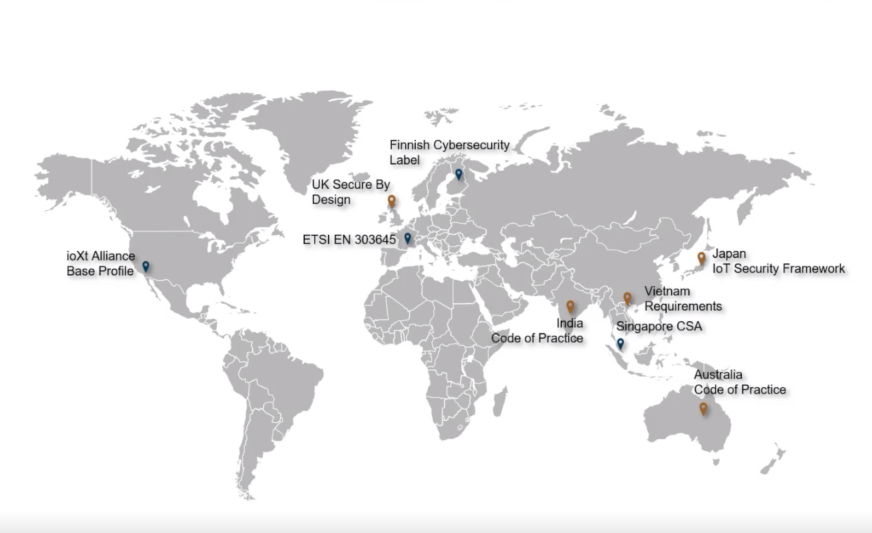 Finnish Cybersecurity
Label
UK Secure By
Design
ETSI EN 303645
ioXt Alliance
Base Profile
Japan
IoT Security Framework
Vietnam
Requirements
India
Code of Practice
Singapore CSA
Australia
Code of Practice